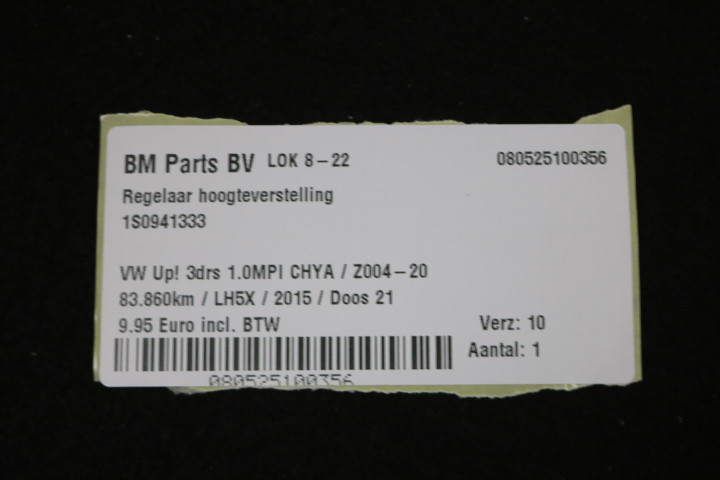 BM Parts BV LOK 8-22 080525100356
Regelaar hoogteverstelling
1S0941333
VW Up! 3drs 1.0MPI CHYA / Z004-20
83.860km / LH5X / 2015 / Doos 21
9.95 Euro incl. BTW Verz: 10
Aantal: 1
080525100356